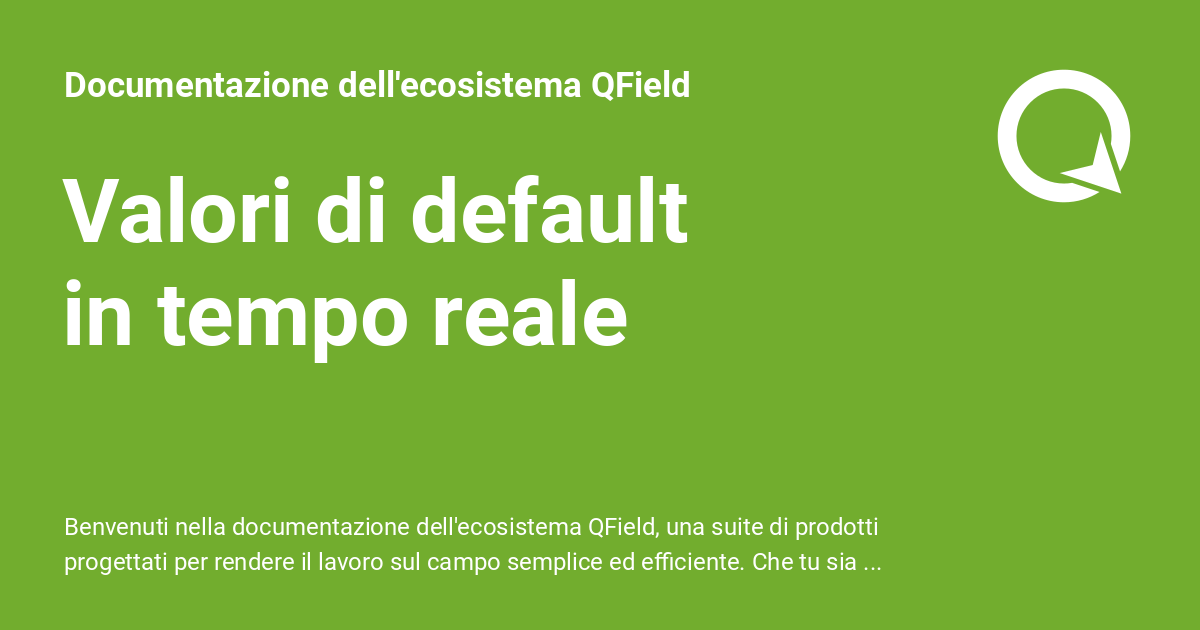 Documentazione dell'ecosistema QField
Valori di default
in tempo reale
Benvenuti nella documentazione dell'ecosistema QField, una suite di prodotti
progettati per rendere il lavoro sul campo semplice ed efficiente. Che tu sia ...